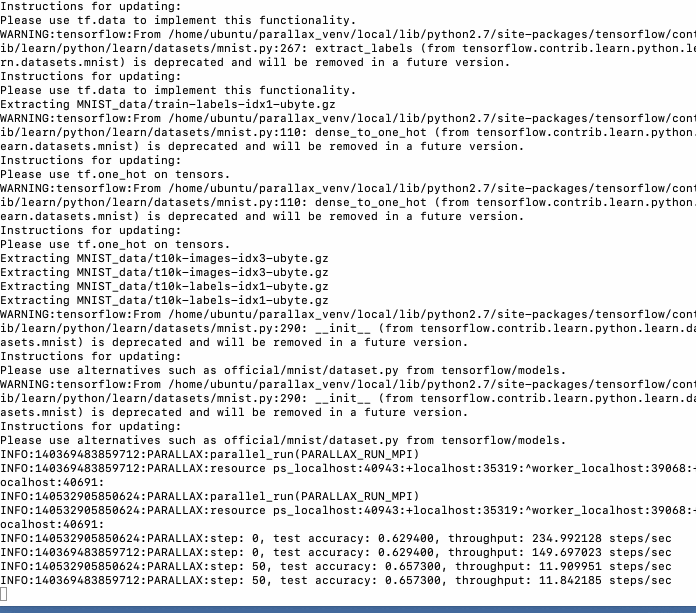 Instructions for updating:
Please use tf.data to implement this functionality.
WARNING:tensorflow:From /home/ubuntu/parallax_venv/local/lib/python2.7/site-packages/tensorflow/cont
ib/learn/python/learn/datasets/mnist.py:267: extract_labels (from tensorflow.contrib.learn.python.le
rn.datasets.mnist) is deprecated and will be removed in a future version.
Instructions for updating:
Please use tf.data to implement this functionality.
Extracting MNIST_data/train-labels-idx1-ubyte.gz
WARNING:tensorflow:From /home/ubuntu/parallax_venv/local/lib/python2.7/site-packages/tensorflow/cont
ib/learn/python/learn/datasets/mnist.py:110: dense_to_one_hot (from tensorflow.contrib.learn.python.
earn.datasets.mnist) is deprecated and will be removed in a future version.
Instructions for updating:
Please use tf.one_hot on tensors.
WARNING:tensorflow:From /home/ubuntu/parallax_venv/local/lib/python2.7/site-packages/tensorflow/cont
ib/learn/python/learn/datasets/mnist.py:110: dense_to_one_hot (from tensorflow.contrib.learn.python.
earn.datasets.mnist) is deprecated and will be removed in a future version.
Instructions for updating:
Please use tf.one_hot on tensors.
Extracting MNIST_data/t10k-images-idx3-ubyte.gz
Extracting MNIST_data/t10k-images-idx3-ubyte.gz
Extracting MNIST_data/t10k-labels-idx1-ubyte.gz
Extracting MNIST_data/t10k-labels-idx1-ubyte.gz
WARNING:tensorflow:From /home/ubuntu/parallax_venv/local/lib/python2.7/site-packages/tensorflow/cont
ib/learn/python/learn/datasets/mnist.py:290: __init__ (from tensorflow.contrib.learn.python.learn.da
asets.mnist) is deprecated and will be removed in a future version.
Instructions for updating:
Please use alternatives such as official/mnist/dataset.py from tensorflow/models.
WARNING:tensorflow:From /home/ubuntu/parallax_venv/local/lib/python2.7/site-packages/tensorflow/cont
ib/learn/python/learn/datasets/mnist.py:290: __init__ (from tensorflow.contrib.learn.python.learn.da
asets.mnist) is deprecated and will be removed in a future version.
Instructions for updating:
Please use alternatives such as official/mnist/dataset.py from tensorflow/models.
INFO:140369483859712:PARALLAX:parallel_run(PARALLAX_RUN_MPI)
INFO:140369483859712:PARALLAX:resource ps_localhost:40943:+localhost:35319:^worker_localhost:39068:+
ocalhost:40691:
INFO:140532905850624:PARALLAX:parallel_run(PARALLAX_RUN_MPI)
INFO:140532905850624:PARALLAX:resource ps_localhost:40943:+localhost:35319:^worker_localhost:39068:+
ocalhost:40691:
INFO:140532905850624:PARALLAX:step: 0, test accuracy: 0.629400, throughput: 234.992128 steps/sec
INFO:140369483859712:PARALLAX:step: 0, test accuracy: 0.629400, throughput: 149.697023 steps/sec
INFO:140532905850624:PARALLAX:step: 50, test accuracy: 0.657300, throughput: 11.909951 steps/sec
INFO:140369483859712:PARALLAX:step: 50, test accuracy: 0.657300, throughput: 11.842185 steps/sec